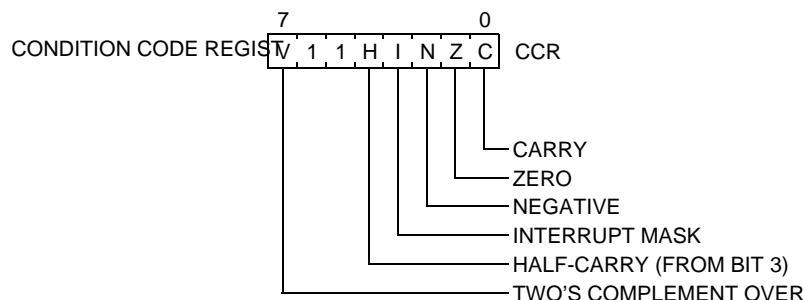 7 0
CONDITION CODE REGIST V 1 1 H I N Z C CCR
CARRY
ZERO
NEGATIVE
INTERRUPT MASK
HALF-CARRY (FROM BIT 3)
TWO'S COMPLEMENT OVER